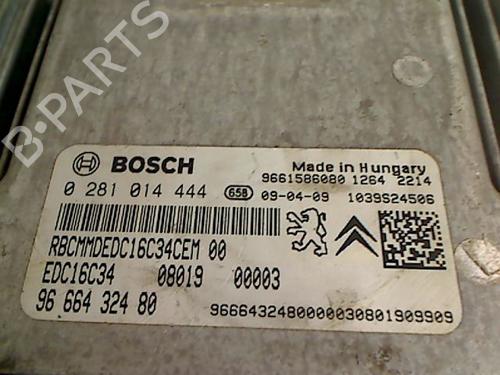 B-PARTS
BOSCH
Made in Hungary
9661586080 1264 2214
0 281 014 444 658 09-04-09 1039S24506
RBCMMDEDC16C34CEM 00
EDC16C34 08019 00003
96 664 324 80 9666432480000030801909909